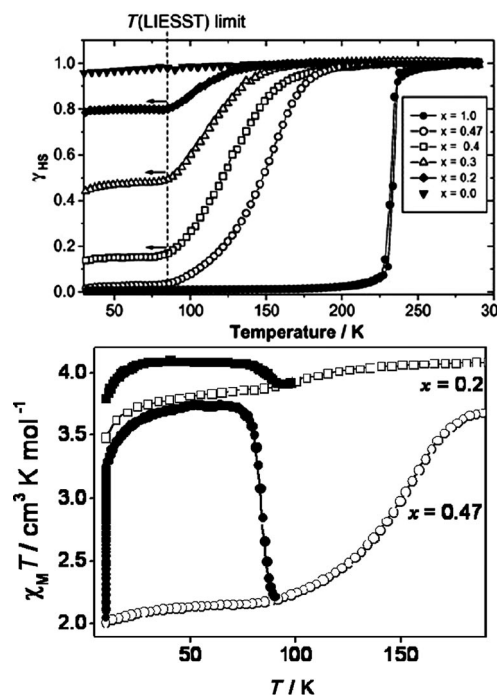 T(LIESST) limit
1.0
0.8
0.6
0.4
0.2
0.0
γHS
x = 1.0
x = 0.47
x = 0.4
x = 0.3
x = 0.2
x = 0.0
50 100 150 200 250 30
Temperature / K
4.0
3.5
3.0
2.5
2.0
χMT / cm³ K mol⁻¹
x = 0.2
x = 0.47
50 100 150
T / K